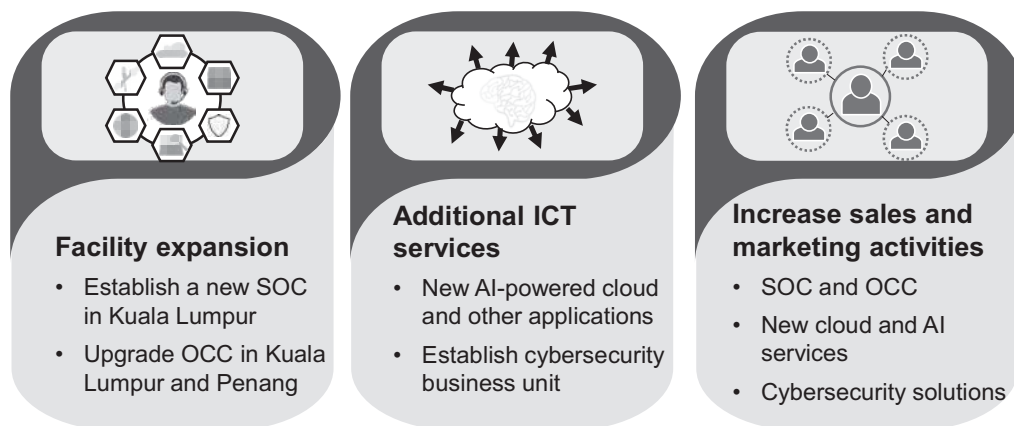 Facility expansion
• Establish a new SOC
in Kuala Lumpur
• Upgrade OCC in Kuala
Lumpur and Penang
Additional ICT
services
• New AI-powered cloud
and other applications
• Establish cybersecurity
business unit
Increase sales and
marketing activities
• SOC and OCC
• New cloud and AI
services
• Cybersecurity solutions